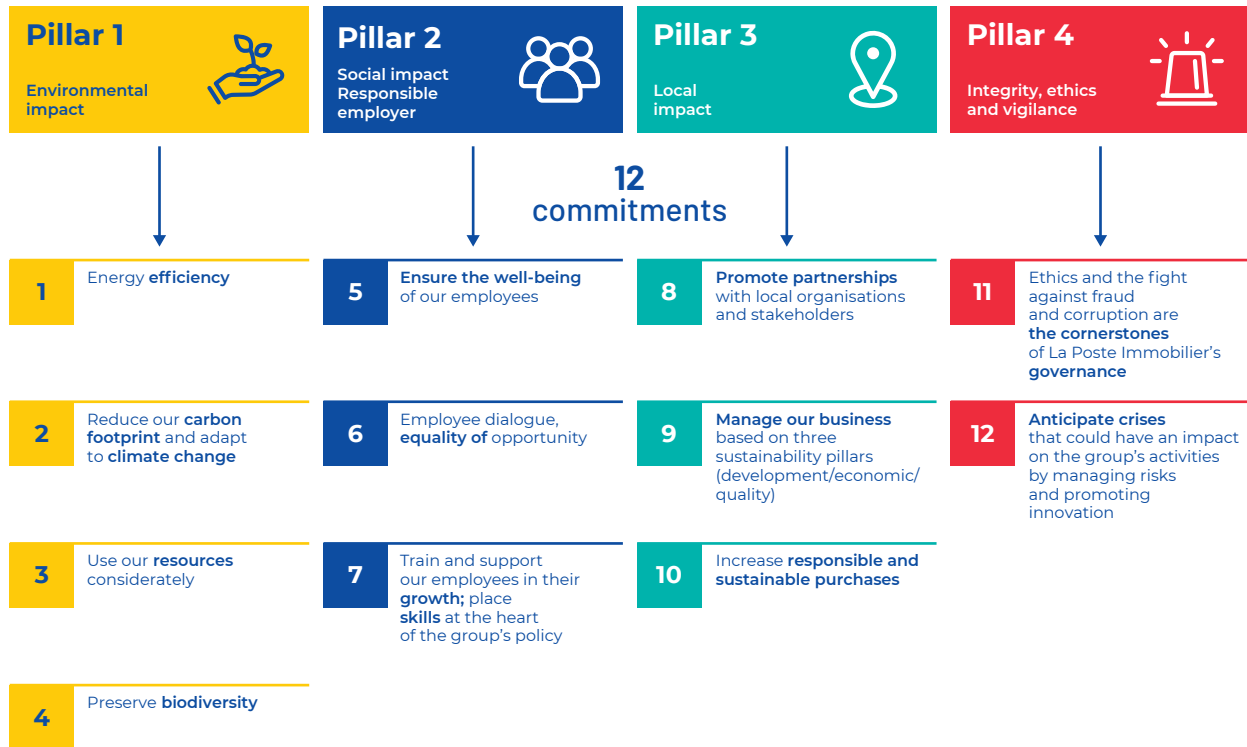 Pillar 1
Environmental
impact
Pillar 2
Social impact
Responsible
employer
Pillar 3
Local
impact
Pillar 4
Integrity, ethics
and vigilance
12
commitments
1
Energy efficiency
2
Reduce our carbon
footprint and adapt
to climate change
3
Use our resources
considerately
4
Preserve biodiversity
5
Ensure the well-being
of our employees
6
Employee dialogue,
equality of opportunity
7
Train and support
our employees in their
growth; place
skills at the heart
of the group's policy
8
Promote partnerships
with local organisations
and stakeholders
9
Manage our business
based on three
sustainability pillars
(development/economic/
quality)
10
Increase responsible and
sustainable purchases
11
Ethics and the fight
against fraud
and corruption are
the cornerstones
of La Poste Immobilier's
governance
12
Anticipate crises
that could have an impact
on the group's activities
by managing risks
and promoting
innovation